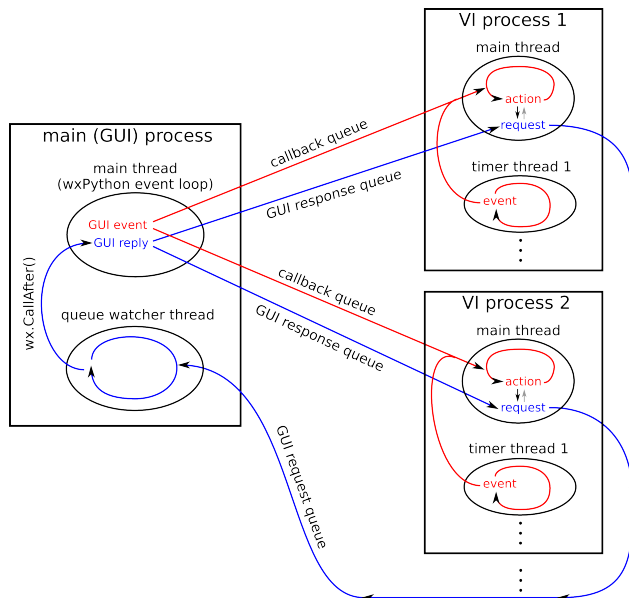 VI process 1
main thread
action
request
timer thread 1
event
main (GUI) process
main thread
(wxPython event loop)
GUI event
GUI reply
wx.CallAfter()
queue watcher thread
callback queue
GUI response queue
callback queue
GUI response queue
GUI request queue
VI process 2
main thread
action
request
timer thread 1
event